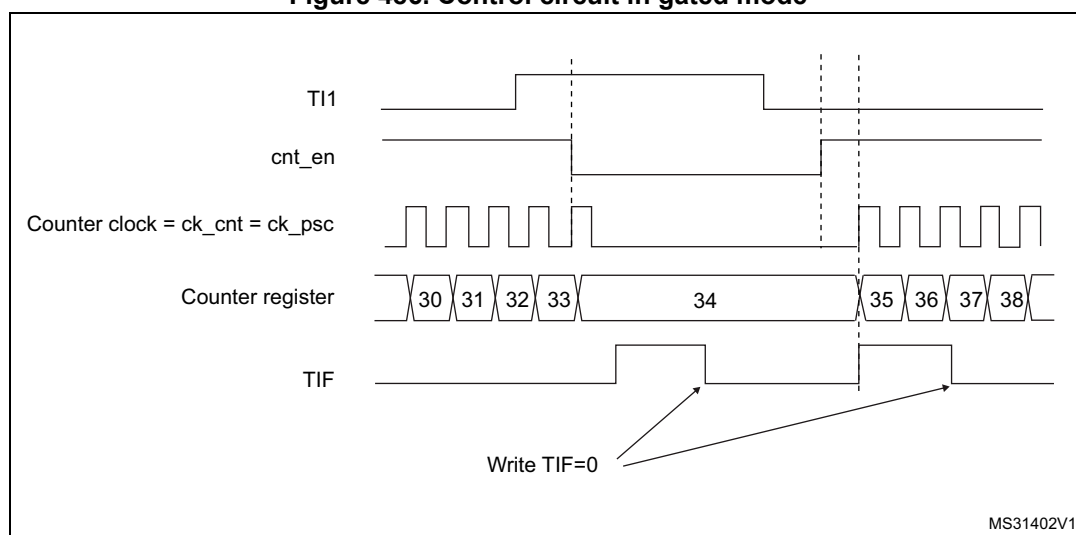 TI1
cnt_en
Counter clock = ck_cnt = ck_psc
Counter register
30 31 32 33 34 35 36 37 38
TIF
Write TIF=0
MS31402V1